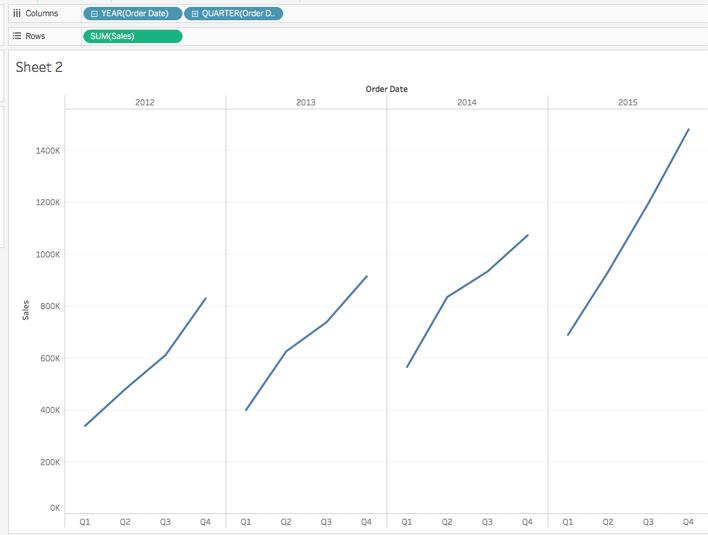 Columns YEAR(Order Date) QUARTER(Order D..
Rows SUM(Sales)
Sheet 2
Order Date
2012 2013 2014 2015
1400K
1200K
1000K
800K
600K
400K
200K
0K
Sales
Q1 Q2 Q3 Q4 Q1 Q2 Q3 Q4 Q1 Q2 Q3 Q4 Q1 Q2 Q3 Q4